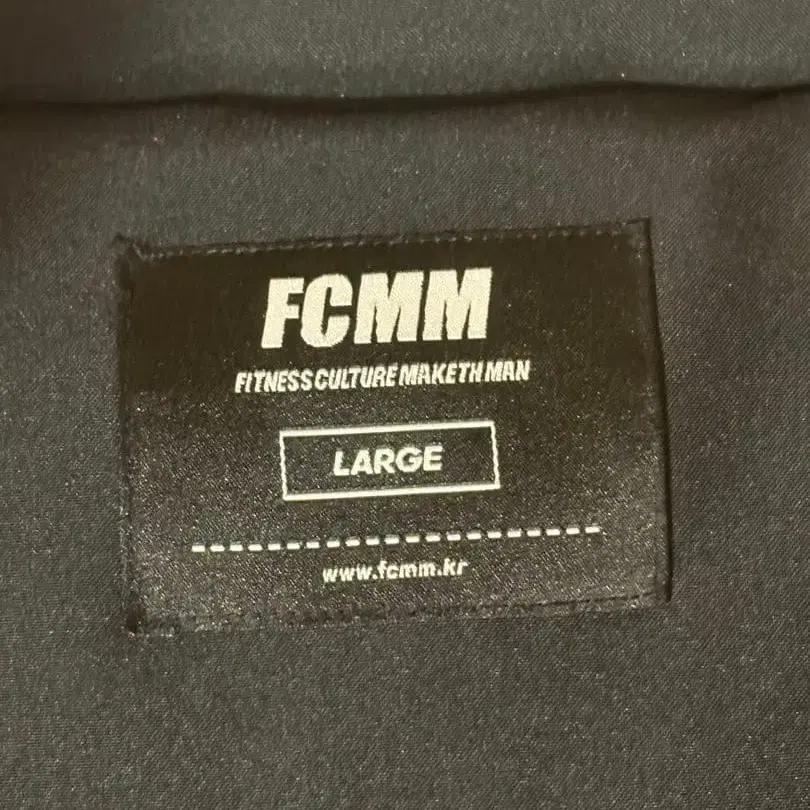 FCMM
FITNESS CULTURE MAKETH MAN
LARGE
www.fcmm.kr